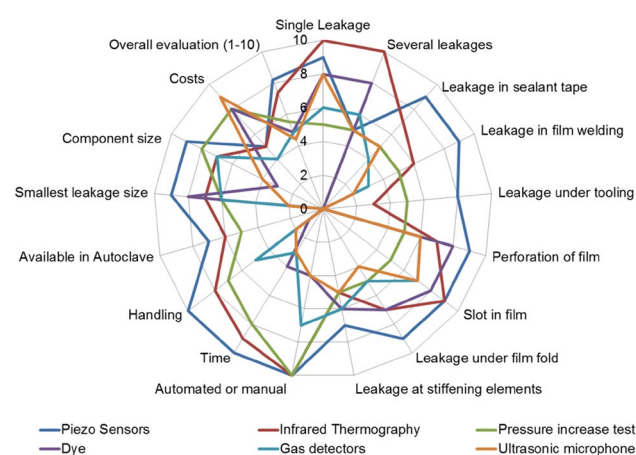 Single Leakage
Several leakages
Leakage in sealant tape
Leakage in film welding
Leakage under tooling
Perforation of film
Slot in film
Leakage under film fold
Leakage at stiffening elements
Automated or manual
Time
Handling
Available in Autoclave
Smallest leakage size
Component size
Costs
Overall evaluation (1-10)
10
8
6
4
2
0
Piezo Sensors
Infrared Thermography
Pressure increase test
Dye
Gas detectors
Ultrasonic microphone